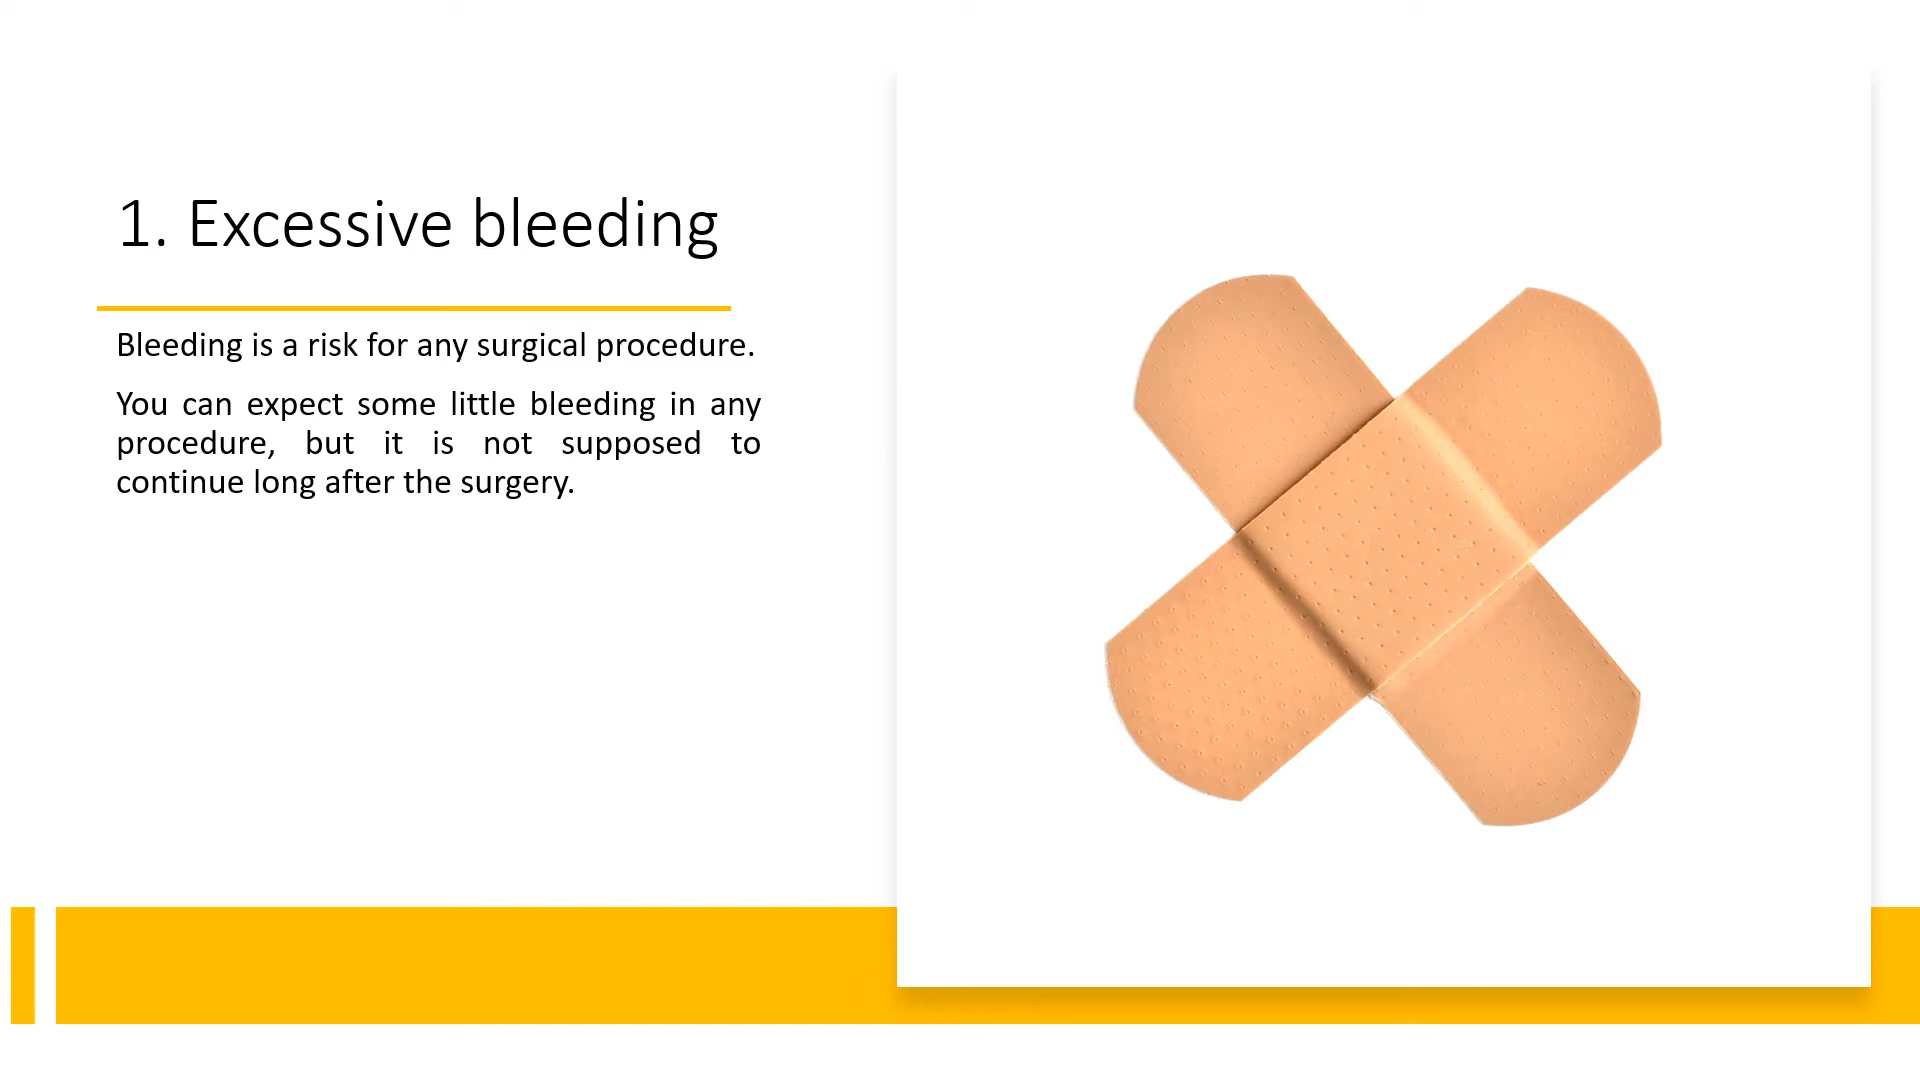 1. Excessive bleeding
Bleeding is a risk for any surgical procedure.
You can expect some little bleeding in any
procedure, but it is not supposed to
continue long after the surgery.